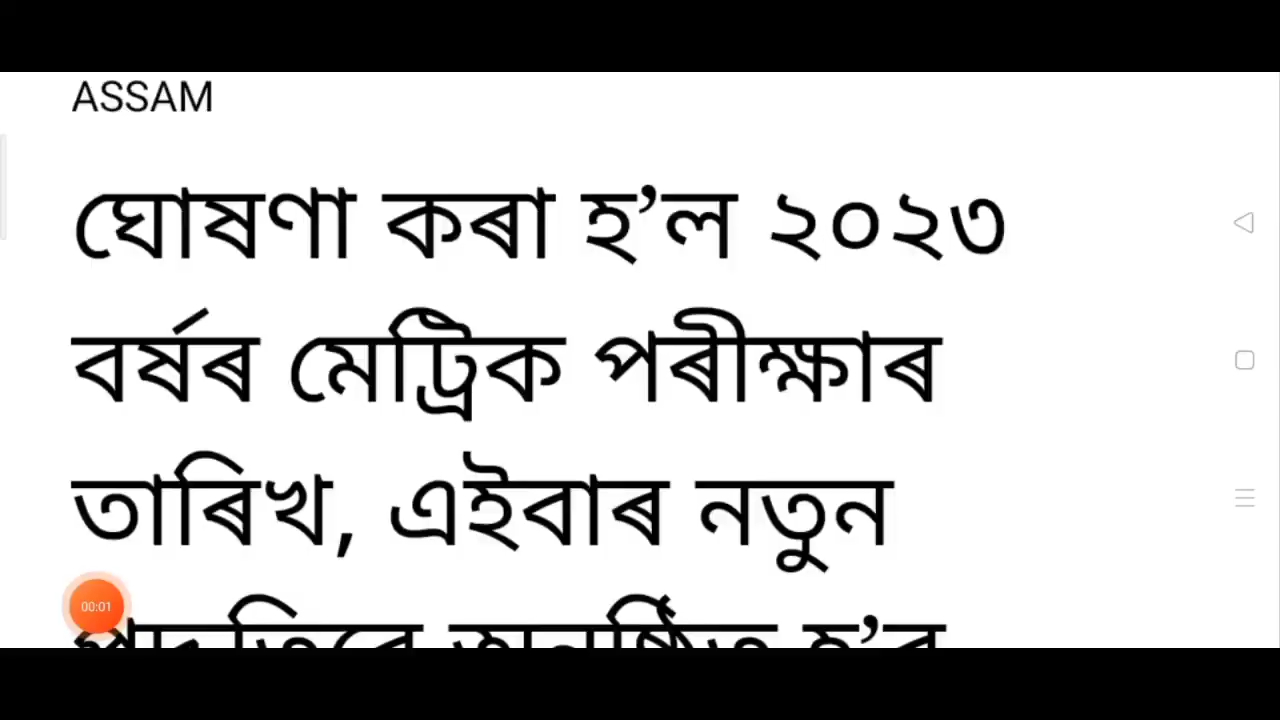 ASSAM
ঘোষণা কৰা হ’ল ২০২৩
বৰ্ষৰ মেট্ৰিক পৰীক্ষাৰ
তাৰিখ, এইবাৰ নতুন
00:01